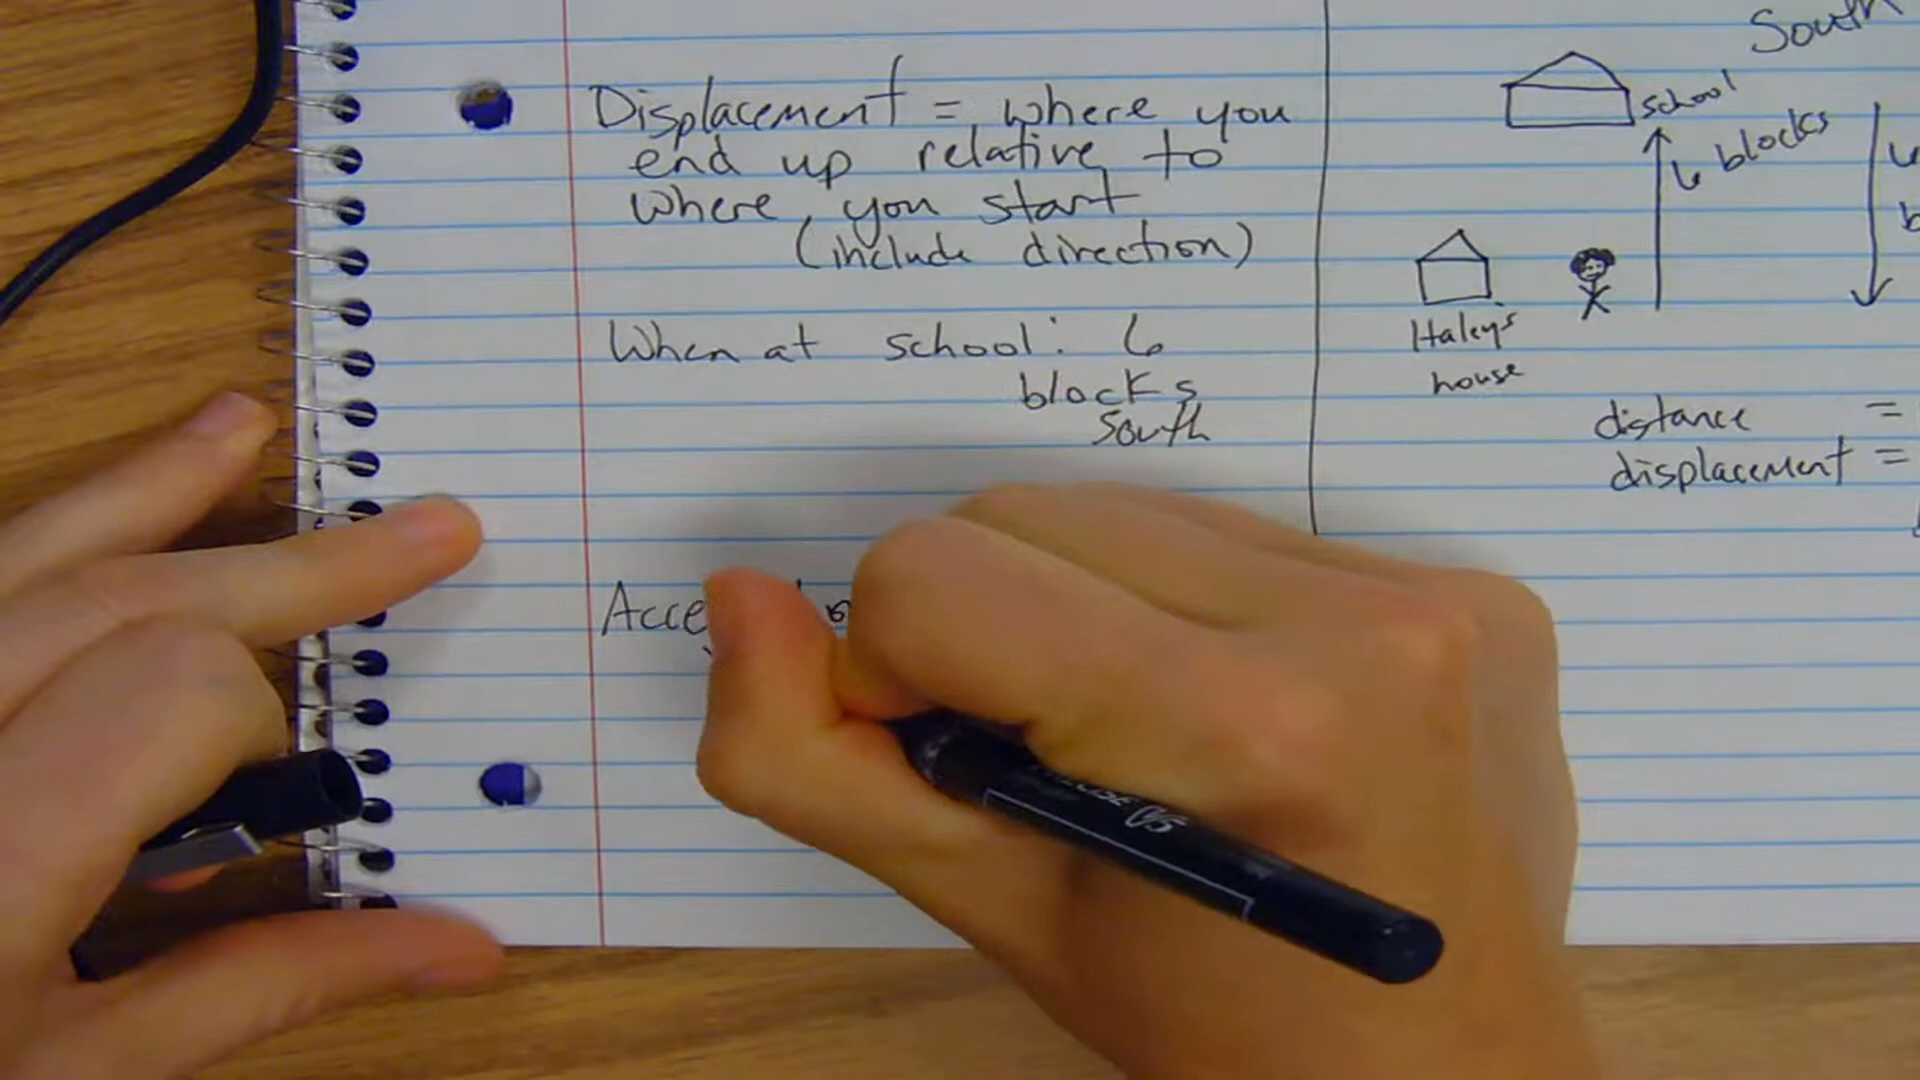 Displacement = where you
end up relative to
where you start
(include direction)
When at school: 6
blocks
South
South
school
6 blocks
Haley's
house
distance =
displacement =